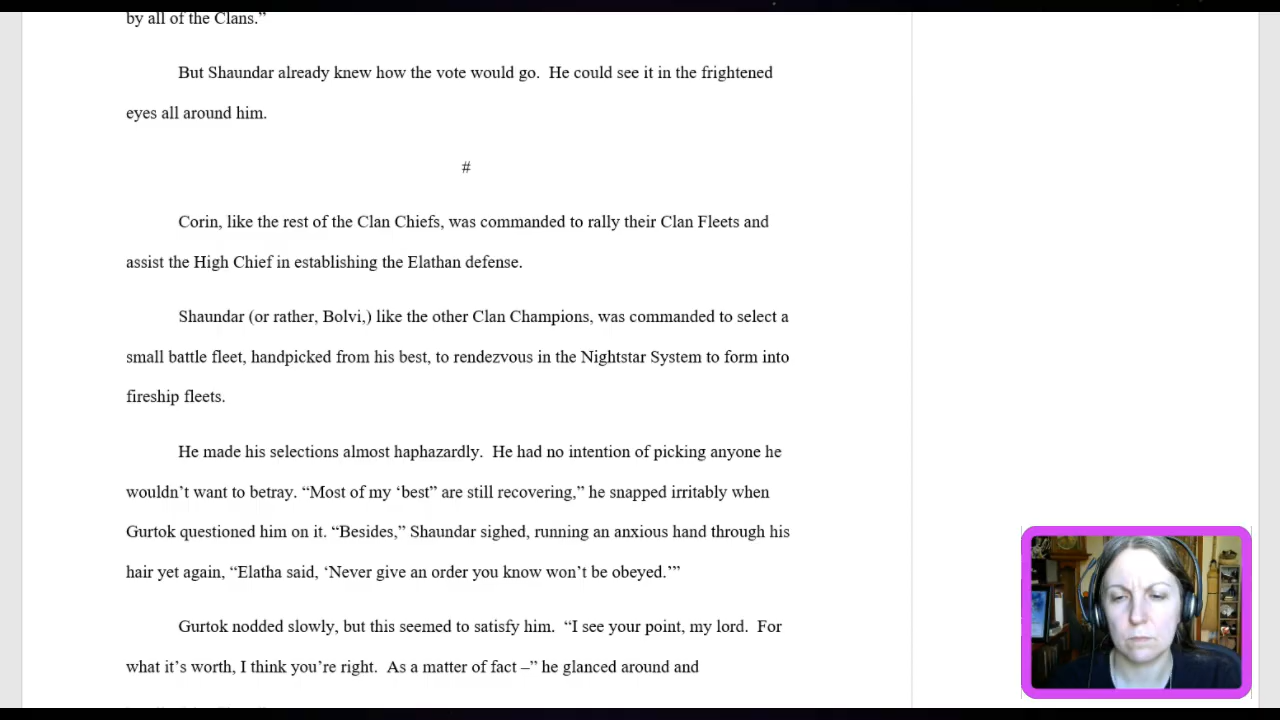 by all of the Clans.”
But Shaundar already knew how the vote would go.  He could see it in the frightened
eyes all around him.
#
Corin, like the rest of the Clan Chiefs, was commanded to rally their Clan Fleets and
assist the High Chief in establishing the Elathan defense.
Shaundar (or rather, Bolvi,) like the other Clan Champions, was commanded to select a
small battle fleet, handpicked from his best, to rendezvous in the Nightstar System to form into
fireship fleets.
He made his selections almost haphazardly.  He had no intention of picking anyone he
wouldn’t want to betray. “Most of my ‘best” are still recovering,” he snapped irritably when
Gurtok questioned him on it. “Besides,” Shaundar sighed, running an anxious hand through his
hair yet again, “Elatha said, ‘Never give an order you know won’t be obeyed.’”
Gurtok nodded slowly, but this seemed to satisfy him.  “I see your point, my lord.  For
what it’s worth, I think you’re right.  As a matter of fact –” he glanced around and